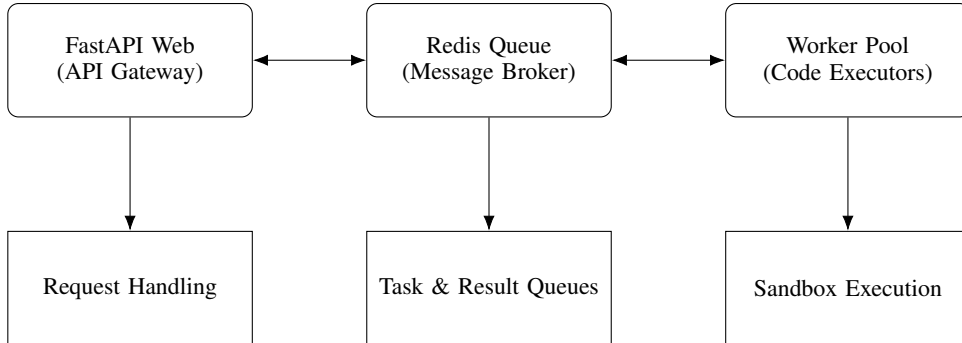 FastAPI Web
(API Gateway)
Redis Queue
(Message Broker)
Worker Pool
(Code Executors)
Request Handling
Task & Result Queues
Sandbox Execution